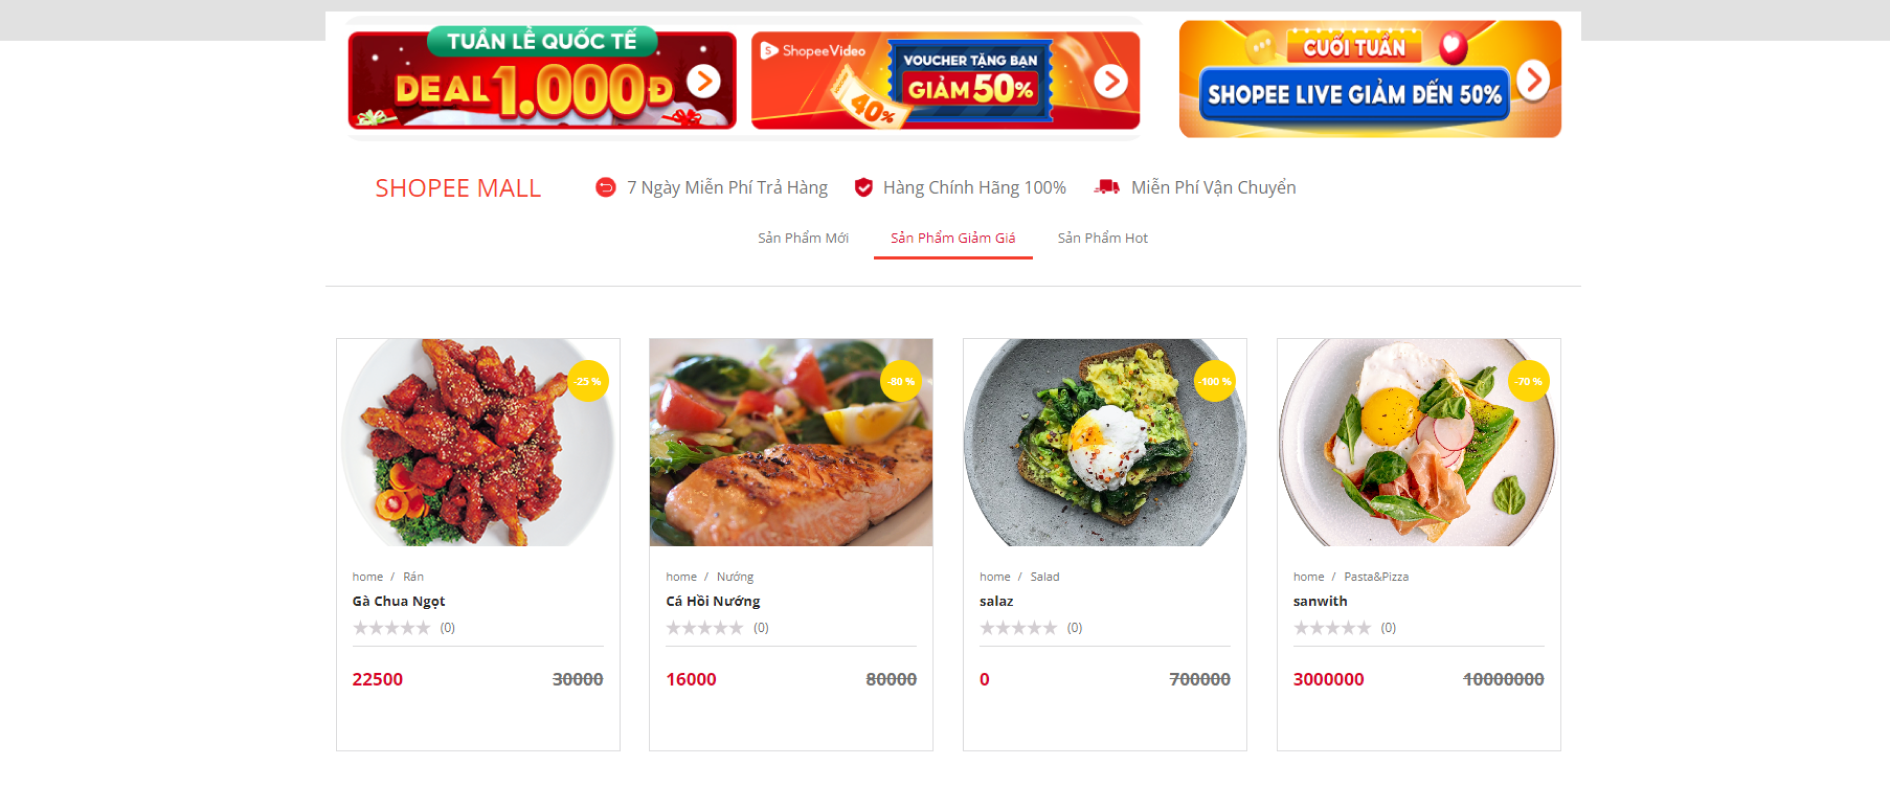 TUẦN LỄ QUỐC TẾ
DEAL 1.000Đ
ShopeeVideo
VOUCHER TẶNG BẠN
GIẢM 50%
40%
CUỐI TUẦN
SHOPEE LIVE GIẢM ĐẾN 50%
SHOPEE MALL
7 Ngày Miễn Phí Trả Hàng
Hàng Chính Hãng 100%
Miễn Phí Vận Chuyển
Sản Phẩm Mới
Sản Phẩm Giảm Giá
Sản Phẩm Hot
-25 %
home / Rán
Gà Chua Ngọt
(0)
22500 30000
-80 %
home / Nướng
Cá Hồi Nướng
(0)
16000 80000
-100 %
home / Salad
salaz
(0)
0 700000
-70 %
home / Pasta&Pizza
sanwith
(0)
3000000 10000000